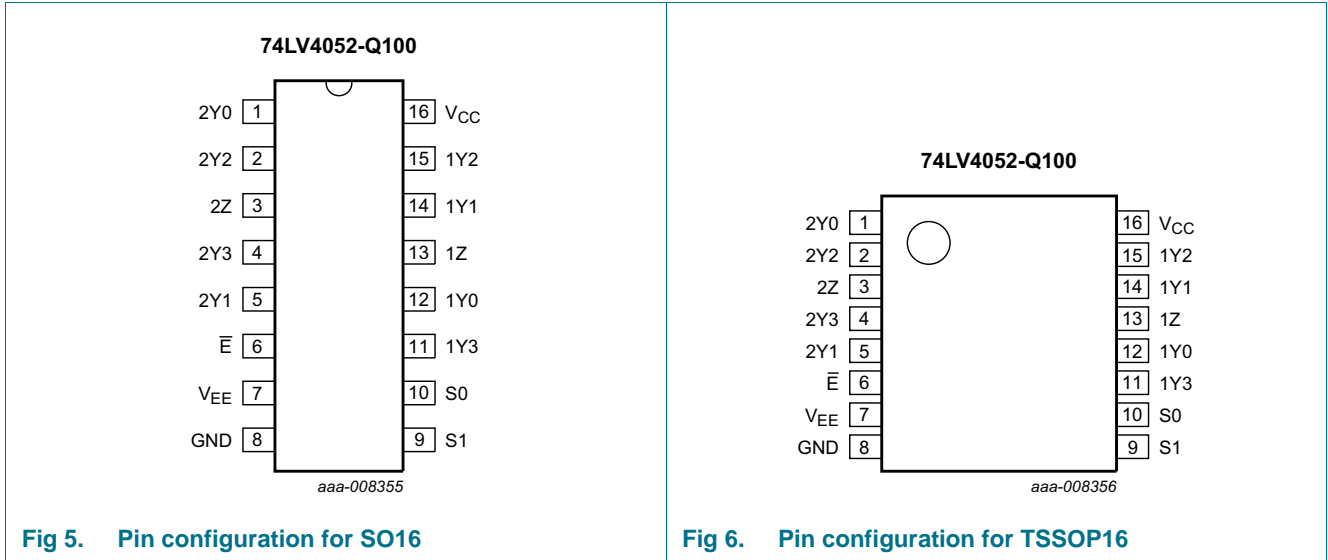 74LV4052-Q100
2Y0 1 16 VCC
2Y2 2 15 1Y2
2Z 3 14 1Y1
2Y3 4 13 1Z
2Y1 5 12 1Y0
E̅ 6 11 1Y3
VEE 7 10 S0
GND 8 9 S1
aaa-008355
Fig 5. Pin configuration for SO16
74LV4052-Q100
2Y0 1 16 VCC
2Y2 2 15 1Y2
2Z 3 14 1Y1
2Y3 4 13 1Z
2Y1 5 12 1Y0
E̅ 6 11 1Y3
VEE 7 10 S0
GND 8 9 S1
aaa-008356
Fig 6. Pin configuration for TSSOP16